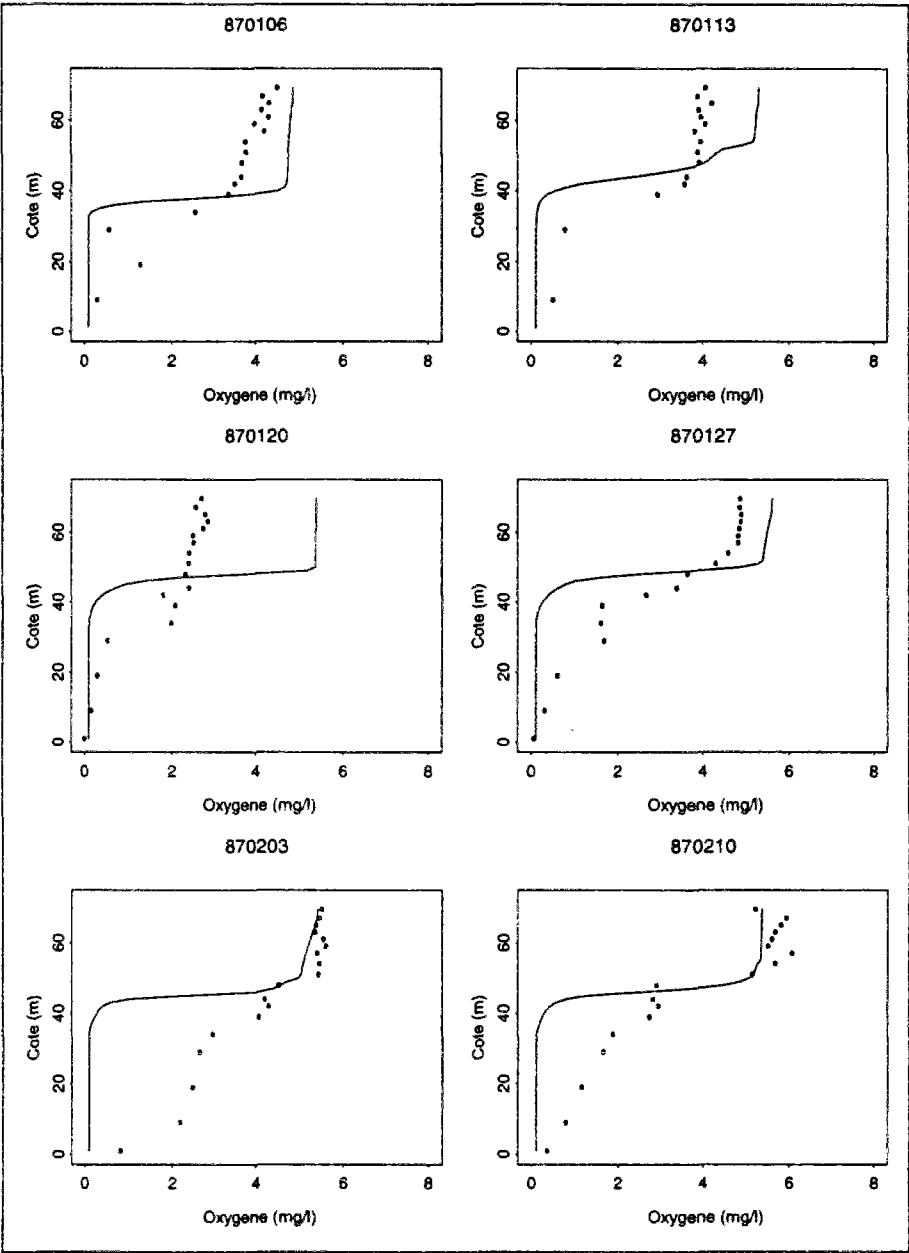 870106
870113
Cote (m)
0 20 40 60
0 2 4 6 8
Oxygene (mg/l)
Cote (m)
0 20 40 60
0 2 4 6 8
Oxygene (mg/l)
870120
870127
Cote (m)
0 20 40 60
0 2 4 6 8
Oxygene (mg/l)
Cote (m)
0 20 40 60
0 2 4 6 8
Oxygene (mg/l)
870203
870210
Cote (m)
0 20 40 60
0 2 4 6 8
Oxygene (mg/l)
Cote (m)
0 20 40 60
0 2 4 6 8
Oxygene (mg/l)